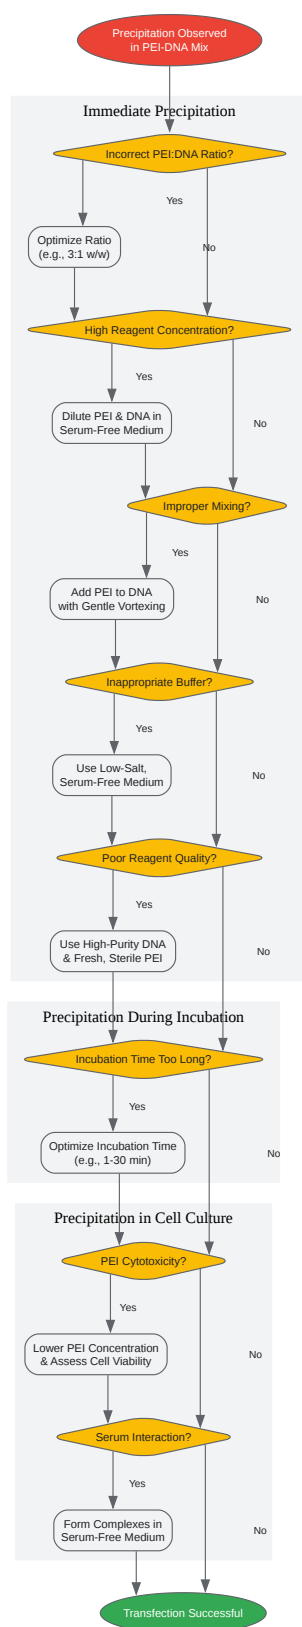 Precipitation Observed
in PEI-DNA Mix
Immediate Precipitation
Incorrect PEI:DNA Ratio?
Yes
No
Optimize Ratio
(e.g., 3:1 w/w)
High Reagent Concentration?
Yes
No
Dilute PEI & DNA in
Serum-Free Medium
Improper Mixing?
Yes
No
Add PEI to DNA
with Gentle Vortexing
Inappropriate Buffer?
Yes
No
Use Low-Salt,
Serum-Free Medium
Poor Reagent Quality?
Yes
No
Use High-Purity DNA
& Fresh, Sterile PEI
Precipitation During Incubation
Incubation Time Too Long?
Yes
No
Optimize Incubation Time
(e.g., 1-30 min)
Precipitation in Cell Culture
PEI Cytotoxicity?
Yes
No
Lower PEI Concentration
& Assess Cell Viability
Serum Interaction?
Yes
No
Form Complexes in
Serum-Free Medium
Transfection Successful